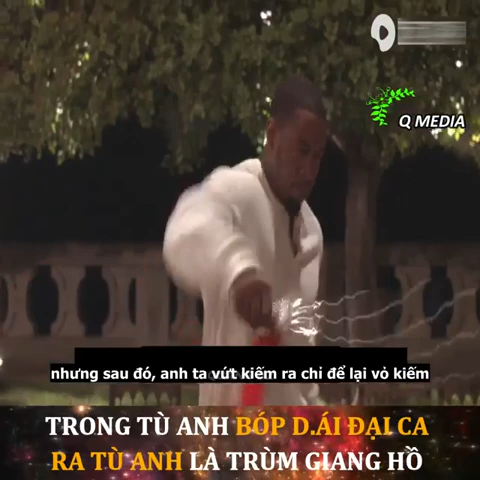 Q MEDIA
nhưng sau đó, anh ta vứt kiếm ra chỉ để lại vỏ kiếm
TRONG TÙ ANH BÓP D.ÁI ĐẠI CA
RA TÙ ANH LÀ TRÙM GIANG HỒ